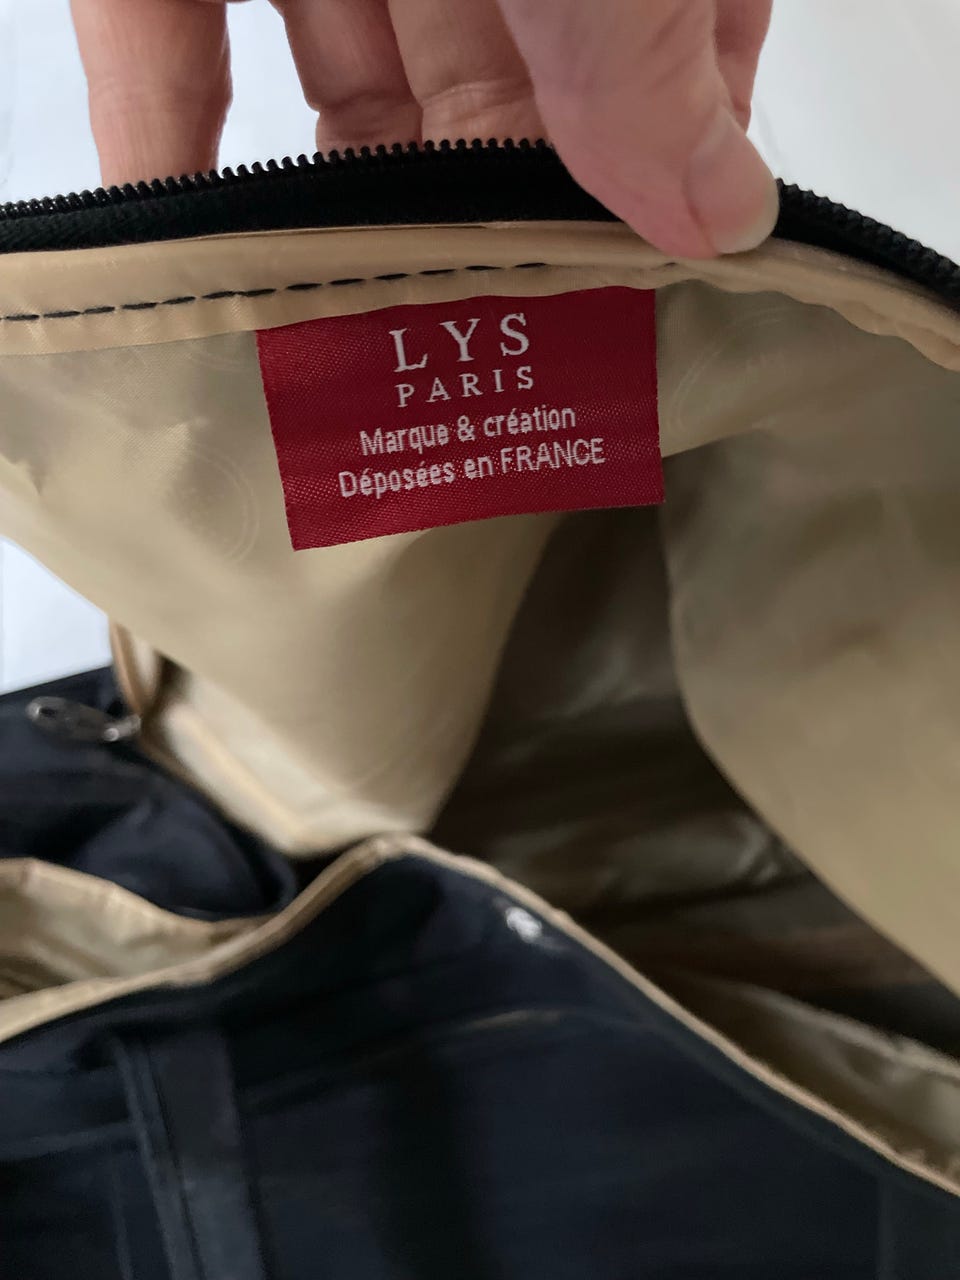 LYS
PARIS
Marque & création
Déposées en FRANCE